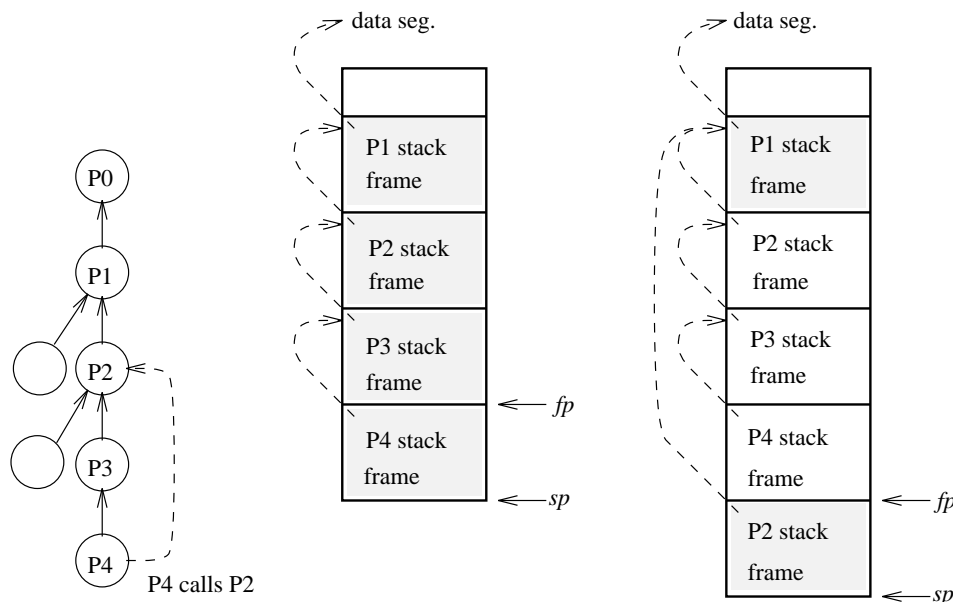 P0
P1
P2
P3
P4
P4 calls P2
data seg.
P1 stack
frame
P2 stack
frame
P3 stack
frame
fp
P4 stack
frame
sp
data seg.
P1 stack
frame
P2 stack
frame
P3 stack
frame
P4 stack
frame
fp
P2 stack
frame
sp